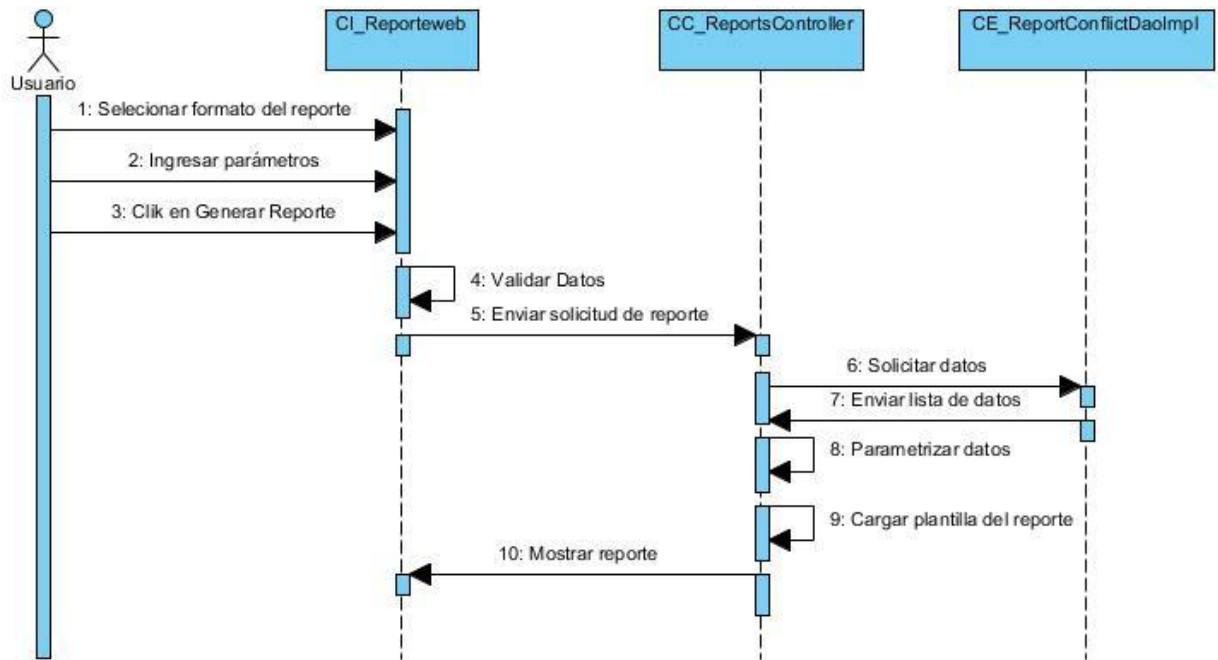 CI_Reporteweb
CC_ReportsController
CE_ReportConflictDaoImpl
Usuario
1: Selecionar formato del reporte
2: Ingresar parámetros
3: Clik en Generar Reporte
4: Validar Datos
5: Enviar solicitud de reporte
6: Solicitar datos
7: Enviar lista de datos
8: Parametrizar datos
9: Cargar plantilla del reporte
10: Mostrar reporte